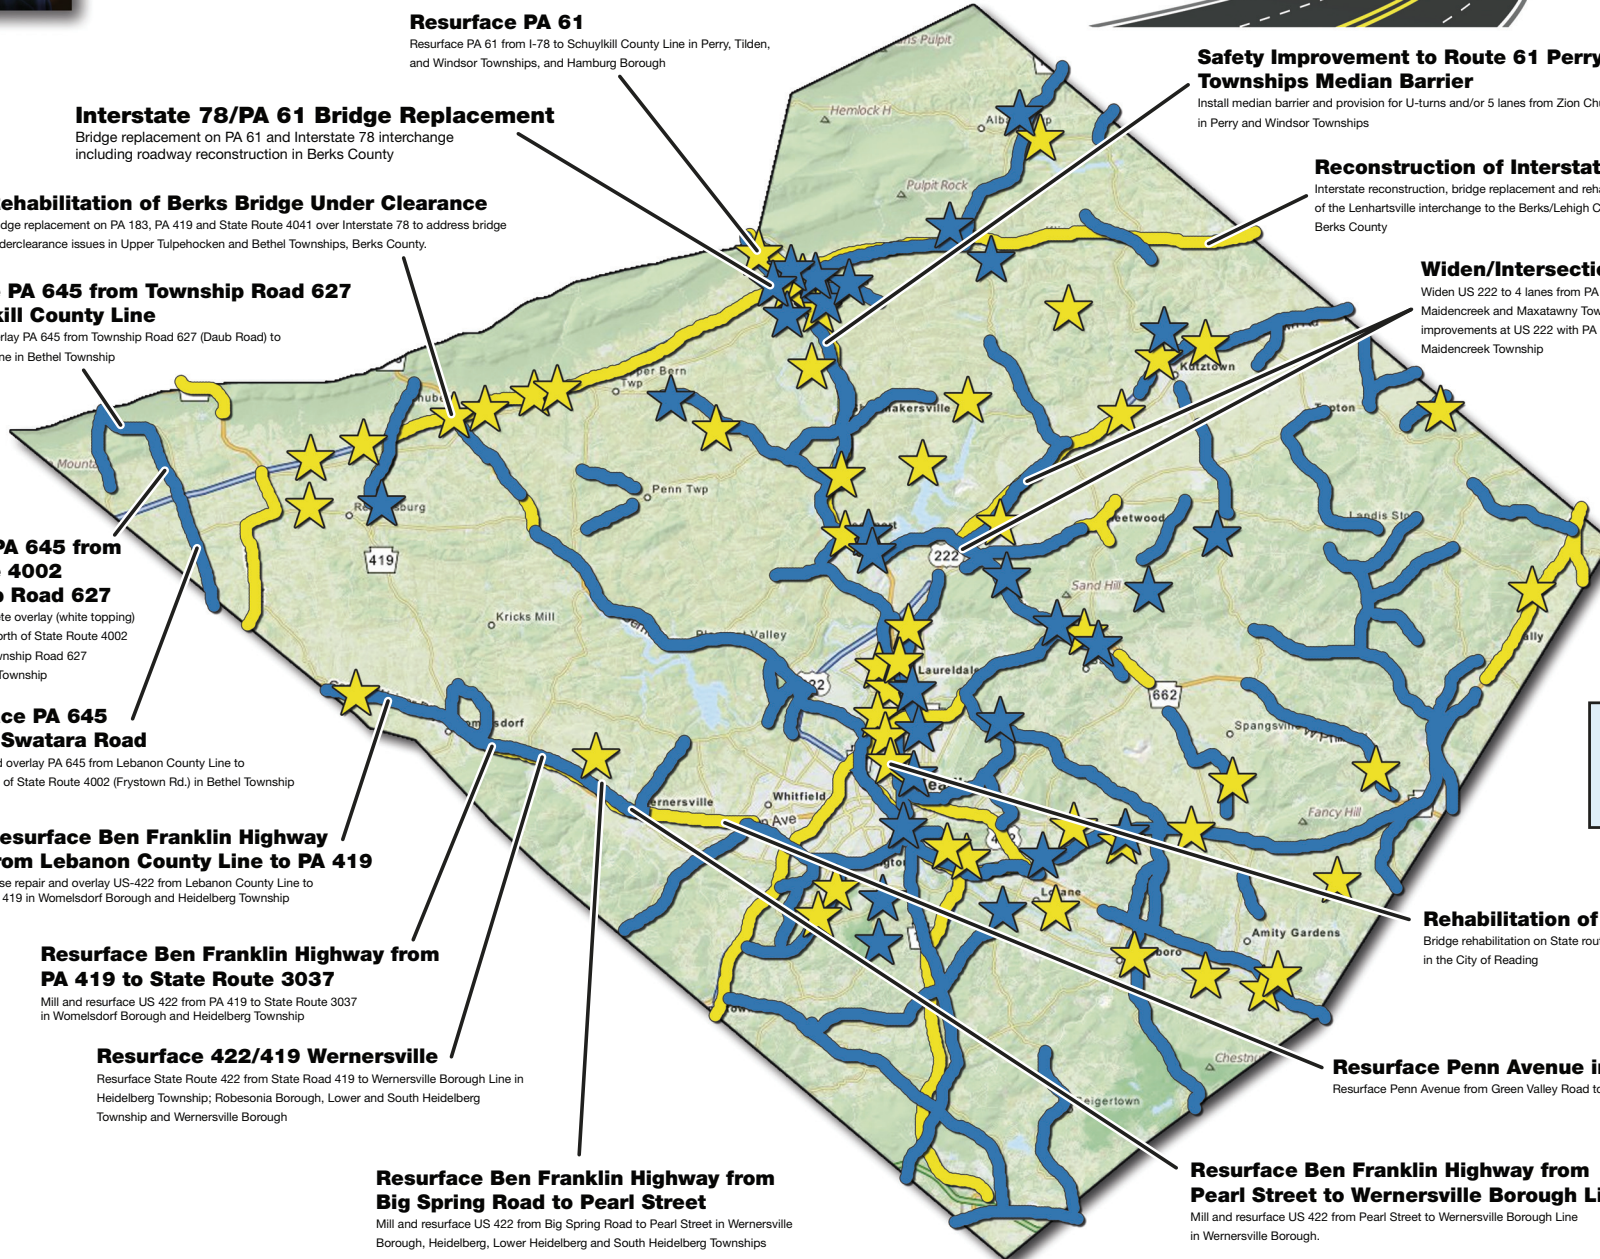 Resurface PA 61
Resurface PA 61 from I-78 to Schuylkill County Line in Perry, Tilden,
and Windsor Townships, and Hamburg Borough
Interstate 78/PA 61 Bridge Replacement
Bridge replacement on PA 61 and Interstate 78 interchange
including roadway reconstruction in Berks County
ehabilitation of Berks Bridge Under Clearance
dge replacement on PA 183, PA 419 and State Route 4041 over Interstate 78 to address bridge
derclearance issues in Upper Tulpehocken and Bethel Townships, Berks County.
PA 645 from Township Road 627
kill County Line
rlay PA 645 from Township Road 627 (Daub Road) to
ne in Bethel Township
PA 645 from
4002
Road 627
ete overlay (white topping)
orth of State Route 4002
wnship Road 627
Township
ce PA 645
Swatara Road
d overlay PA 645 from Lebanon County Line to
of State Route 4002 (Frystown Rd.) in Bethel Township
esurface Ben Franklin Highway
rom Lebanon County Line to PA 419
se repair and overlay US-422 from Lebanon County Line to
419 in Womelsdorf Borough and Heidelberg Township
Resurface Ben Franklin Highway from
PA 419 to State Route 3037
Mill and resurface US 422 from PA 419 to State Route 3037
in Womelsdorf Borough and Heidelberg Township
Resurface 422/419 Wernersville
Resurface State Route 422 from State Road 419 to Wernersville Borough Line in
Heidelberg Township; Robesonia Borough, Lower and South Heidelberg
Township and Wernersville Borough
Resurface Ben Franklin Highway from
Big Spring Road to Pearl Street
Mill and resurface US 422 from Big Spring Road to Pearl Street in Wernersville
Borough, Heidelberg, Lower Heidelberg and South Heidelberg Townships
Safety Improvement to Route 61 Perry
Townships Median Barrier
Install median barrier and provision for U-turns and/or 5 lanes from Zion Chu
in Perry and Windsor Townships
Reconstruction of Interstat
Interstate reconstruction, bridge replacement and reha
of the Lenhartsville interchange to the Berks/Lehigh C
Berks County
Widen/Intersectio
Widen US 222 to 4 lanes from PA
Maidencreek and Maxatawny Tow
improvements at US 222 with PA
Maidencreek Township
Rehabilitation of
Bridge rehabilitation on State rout
in the City of Reading
Resurface Penn Avenue in
Resurface Penn Avenue from Green Valley Road to
Resurface Ben Franklin Highway from
Pearl Street to Wernersville Borough Li
Mill and resurface US 422 from Pearl Street to Wernersville Borough Line
in Wernersville Borough.
Pulpit
Hemlock H
Pulpit Rock
per Bern
Twp
Kutztown
Topton
Penn Twp
419
222
Sand Hill
Kricks Mill
Valley
Laureldale
662
Spangsvil
Whitfield
ernersville
Ave
Fancy Hill
Amity Gardens
Geigertown
Chestnu